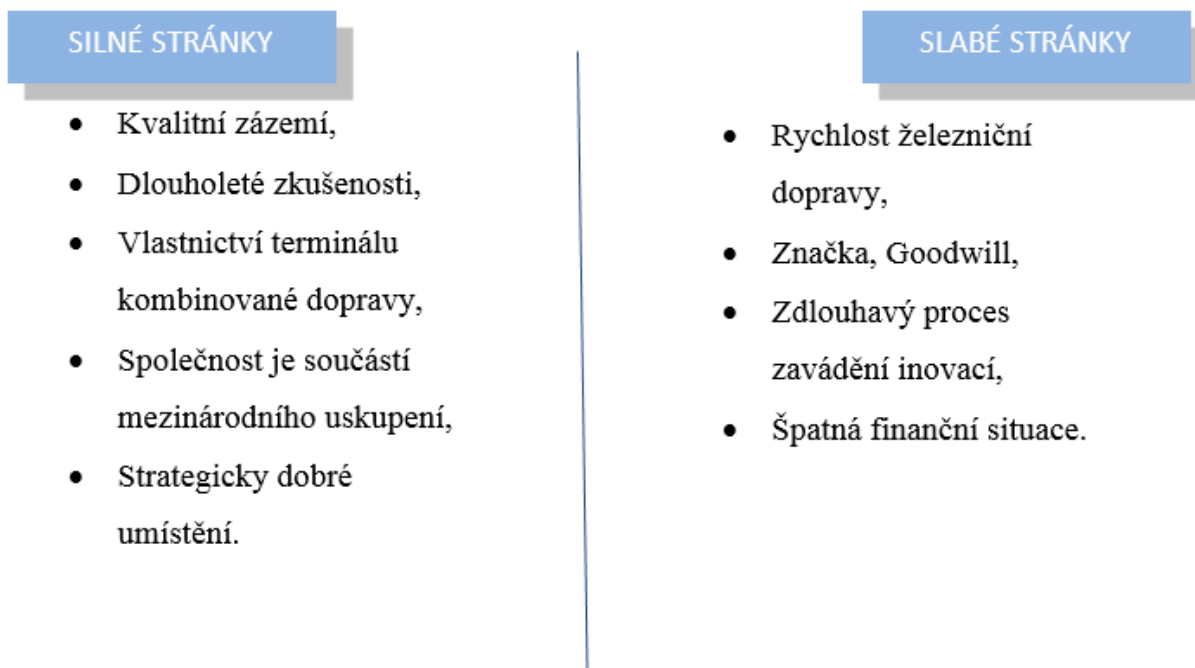 SILNÉ STRÁNKY
• Kvalitní zázemí,
• Dlouholeté zkušenosti,
• Vlastnictví terminálu
kombinované dopravy,
• Společnost je součástí
mezinárodního uskupení,
• Strategicky dobré
umístění.
SLABÉ STRÁNKY
• Rychlost železniční
dopravy,
• Značka, Goodwill,
• Zdlouhavý proces
zavádění inovací,
• Špatná finanční situace.